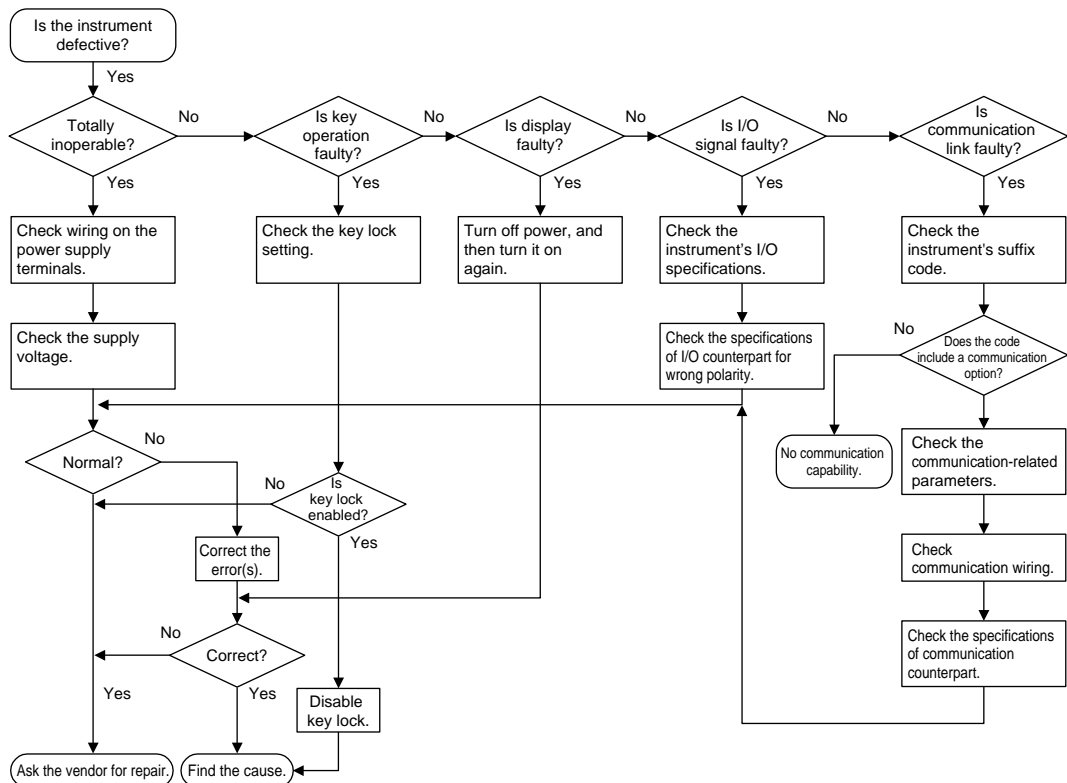 Is the instrument
defective?
Yes
Totally
inoperable?
No
Is key
operation
faulty?
No
Is display
faulty?
No
Is I/O
signal faulty?
No
Is
communication
link faulty?
Yes
Yes
Yes
Yes
Yes
Check wiring on the
power supply
terminals.
Check the key lock
setting.
Turn off power, and
then turn it on
again.
Check the
instrument's I/O
specifications.
Check the
instrument's suffix
code.
Check the supply
voltage.
Check the specifications
of I/O counterpart for
wrong polarity.
No
Does the code
include a communication
option?
Normal?
No
No communication
capability.
Check the
communication-related
parameters.
No
Is
key lock
enabled?
Yes
Correct the
error(s).
Check
communication wiring.
No
Correct?
Check the specifications
of communication
counterpart.
Yes
Yes
Disable
key lock.
Ask the vendor for repair.
Find the cause.